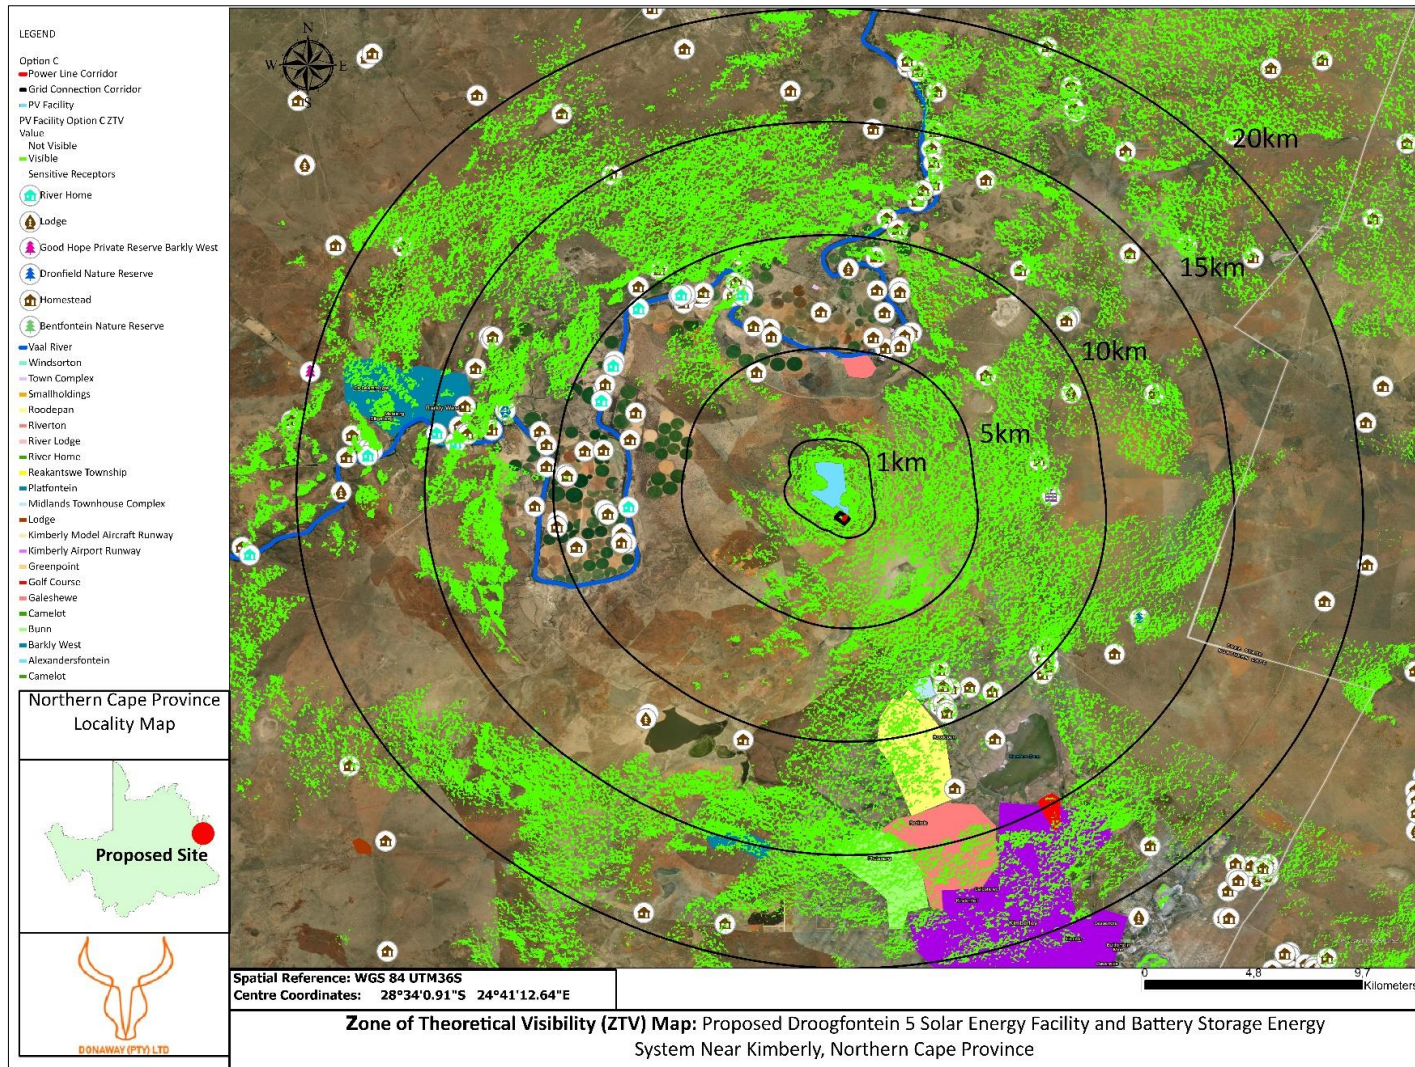 LEGEND
Option C
Power Line Corridor
Grid Connection Corridor
PV Facility
PV Facility Option C ZTV
Value
Not Visible
Visible
Sensitive Receptors
River Home
Lodge
Good Hope Private Reserve Barkly West
Dronfield Nature Reserve
Homestead
Bentfontein Nature Reserve
Vaal River
Windsorton
Town Complex
Smallholdings
Roodepan
Riverton
River Lodge
River Home
Reakantswe Township
Platfontein
Midlands Townhouse Complex
Lodge
Kimberly Model Aircraft Runway
Kimberly Airport Runway
Greenpoint
Golf Course
Galeshewe
Camelot
Bunn
Barkly West
Alexandersfontein
Camelot
Northern Cape Province
Locality Map
Proposed Site
DONAWAY (PTY) LTD
N
W E
S
20km
15km
10km
5km
1km
Barkly West
Kimberley
0 4,8 9,7
Kilometers
Spatial Reference: WGS 84 UTM36S
Centre Coordinates: 28°34'0.91"S 24°41'12.64"E
Zone of Theoretical Visibility (ZTV) Map: Proposed Droogfontein 5 Solar Energy Facility and Battery Storage Energy
System Near Kimberly, Northern Cape Province